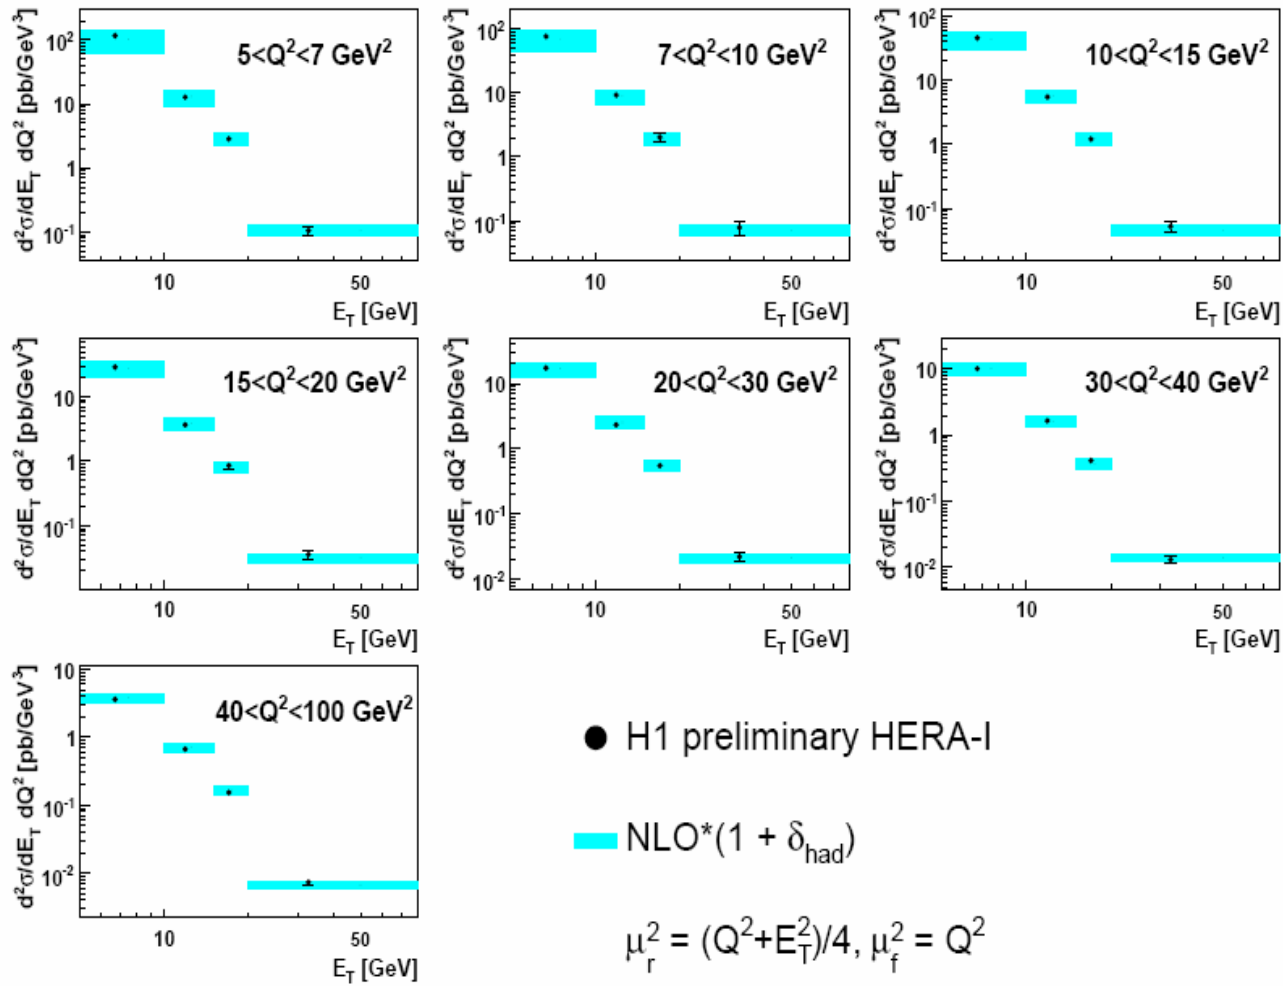 d²σ/dE_T dQ² [pb/GeV³]
5<Q²<7 GeV²
10²
10
1
10⁻¹
10
50
E_T [GeV]
d²σ/dE_T dQ² [pb/GeV³]
7<Q²<10 GeV²
10²
10
1
10⁻¹
10
50
E_T [GeV]
d²σ/dE_T dQ² [pb/GeV³]
10<Q²<15 GeV²
10²
10
1
10⁻¹
10
50
E_T [GeV]
d²σ/dE_T dQ² [pb/GeV³]
15<Q²<20 GeV²
10
1
10⁻¹
10
50
E_T [GeV]
d²σ/dE_T dQ² [pb/GeV³]
20<Q²<30 GeV²
10
1
10⁻¹
10⁻²
10
50
E_T [GeV]
d²σ/dE_T dQ² [pb/GeV³]
30<Q²<40 GeV²
10
1
10⁻¹
10⁻²
10
50
E_T [GeV]
d²σ/dE_T dQ² [pb/GeV³]
40<Q²<100 GeV²
10
1
10⁻¹
10⁻²
10
50
E_T [GeV]
H1 preliminary HERA-I
NLO*(1 + δ_had)
μ_r² = (Q²+E_T²)/4, μ_f² = Q²